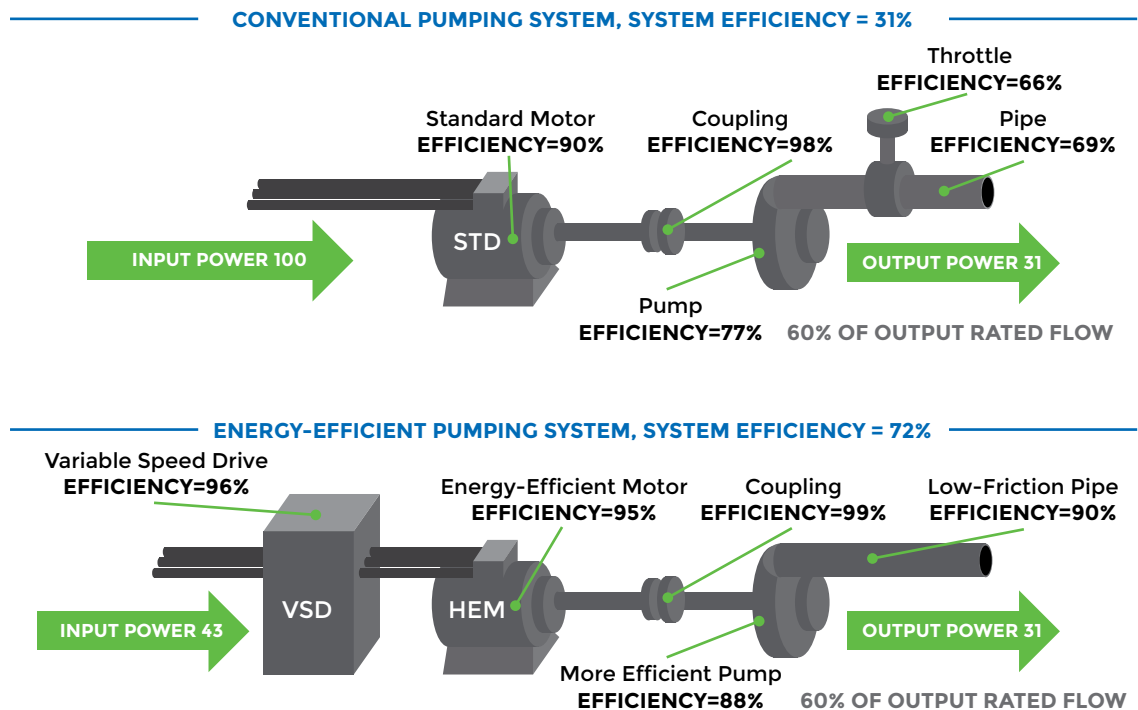 CONVENTIONAL PUMPING SYSTEM, SYSTEM EFFICIENCY = 31%
Throttle
EFFICIENCY=66%
Standard Motor
EFFICIENCY=90%
Coupling
EFFICIENCY=98%
Pipe
EFFICIENCY=69%
STD
INPUT POWER 100
OUTPUT POWER 31
Pump
EFFICIENCY=77%
60% OF OUTPUT RATED FLOW
ENERGY-EFFICIENT PUMPING SYSTEM, SYSTEM EFFICIENCY = 72%
Variable Speed Drive
EFFICIENCY=96%
Energy-Efficient Motor
EFFICIENCY=95%
Coupling
EFFICIENCY=99%
Low-Friction Pipe
EFFICIENCY=90%
VSD
HEM
INPUT POWER 43
OUTPUT POWER 31
More Efficient Pump
EFFICIENCY=88%
60% OF OUTPUT RATED FLOW